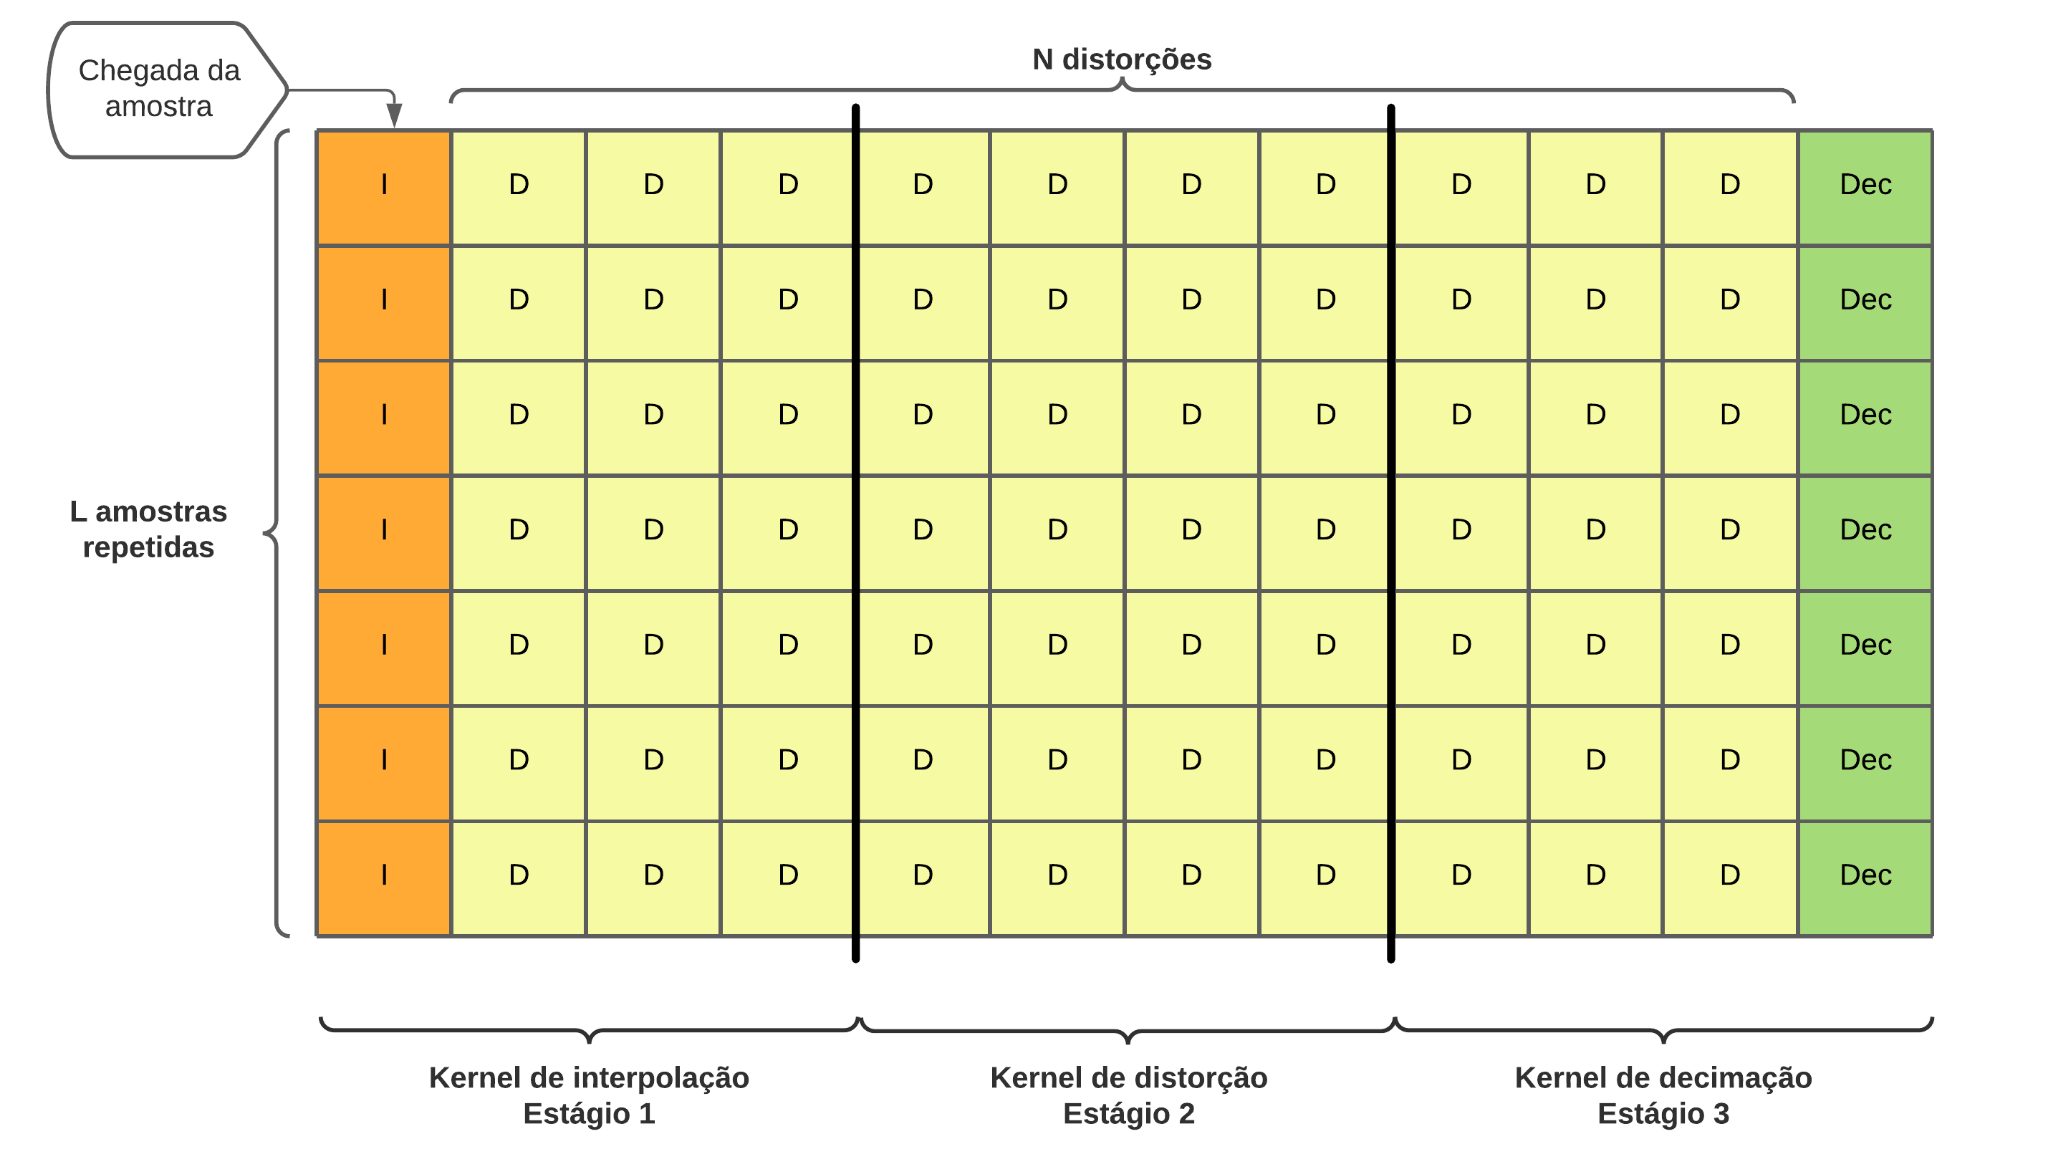 Chegada da
amostra
N distorções
I D D D D D D D D D D Dec
I D D D D D D D D D D Dec
I D D D D D D D D D D Dec
L amostras
repetidas
I D D D D D D D D D D Dec
I D D D D D D D D D D Dec
I D D D D D D D D D D Dec
I D D D D D D D D D D Dec
Kernel de interpolação
Estágio 1
Kernel de distorção
Estágio 2
Kernel de decimação
Estágio 3